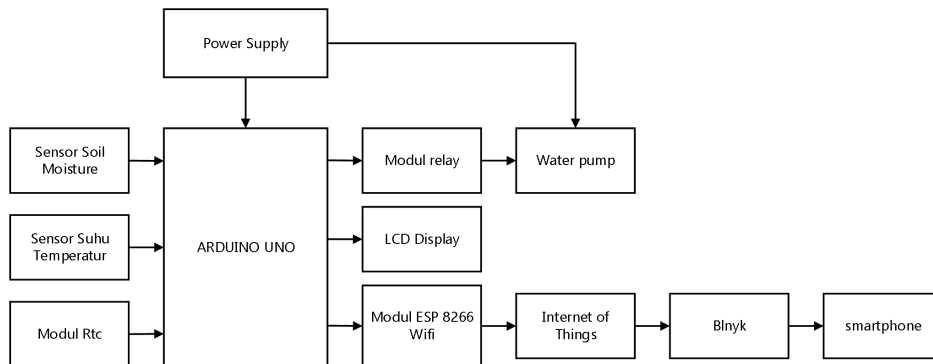 Power Supply
Sensor Soil
Moisture
Modul relay
Water pump
Sensor Suhu
Temperatur
ARDUINO UNO
LCD Display
Modul Rtc
Modul ESP 8266
Wifi
Internet of
Things
Blnyk
smartphone